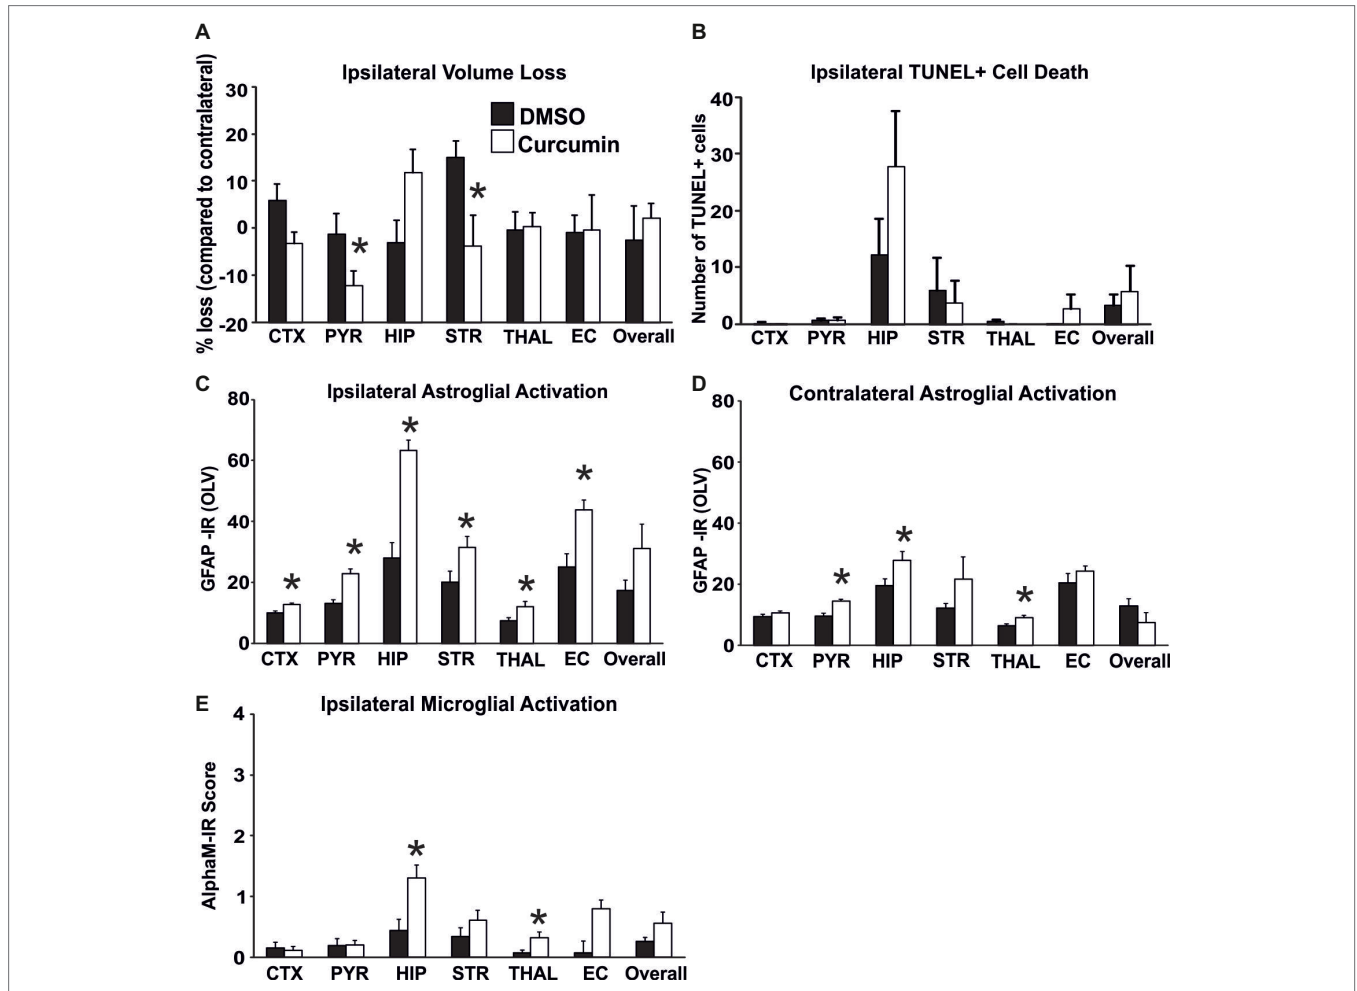 A
Ipsilateral Volume Loss
% loss (compared to contralateral)
30
20
10
0
-10
-20
DMSO
Curcumin
*
*
CTX PYR HIP STR THAL EC Overall
B
Ipsilateral TUNEL+ Cell Death
Number of TUNEL+ cells
40
30
20
10
0
CTX PYR HIP STR THAL EC Overall
C
Ipsilateral Astroglial Activation
GFAP -IR (OLV)
80
60
40
20
0
*
*
*
*
*
*
CTX PYR HIP STR THAL EC Overall
D
Contralateral Astroglial Activation
GFAP -IR (OLV)
80
60
40
20
0
*
*
*
CTX PYR HIP STR THAL EC Overall
E
Ipsilateral Microglial Activation
AlphaM-IR Score
4
3
2
1
0
*
*
CTX PYR HIP STR THAL EC Overall